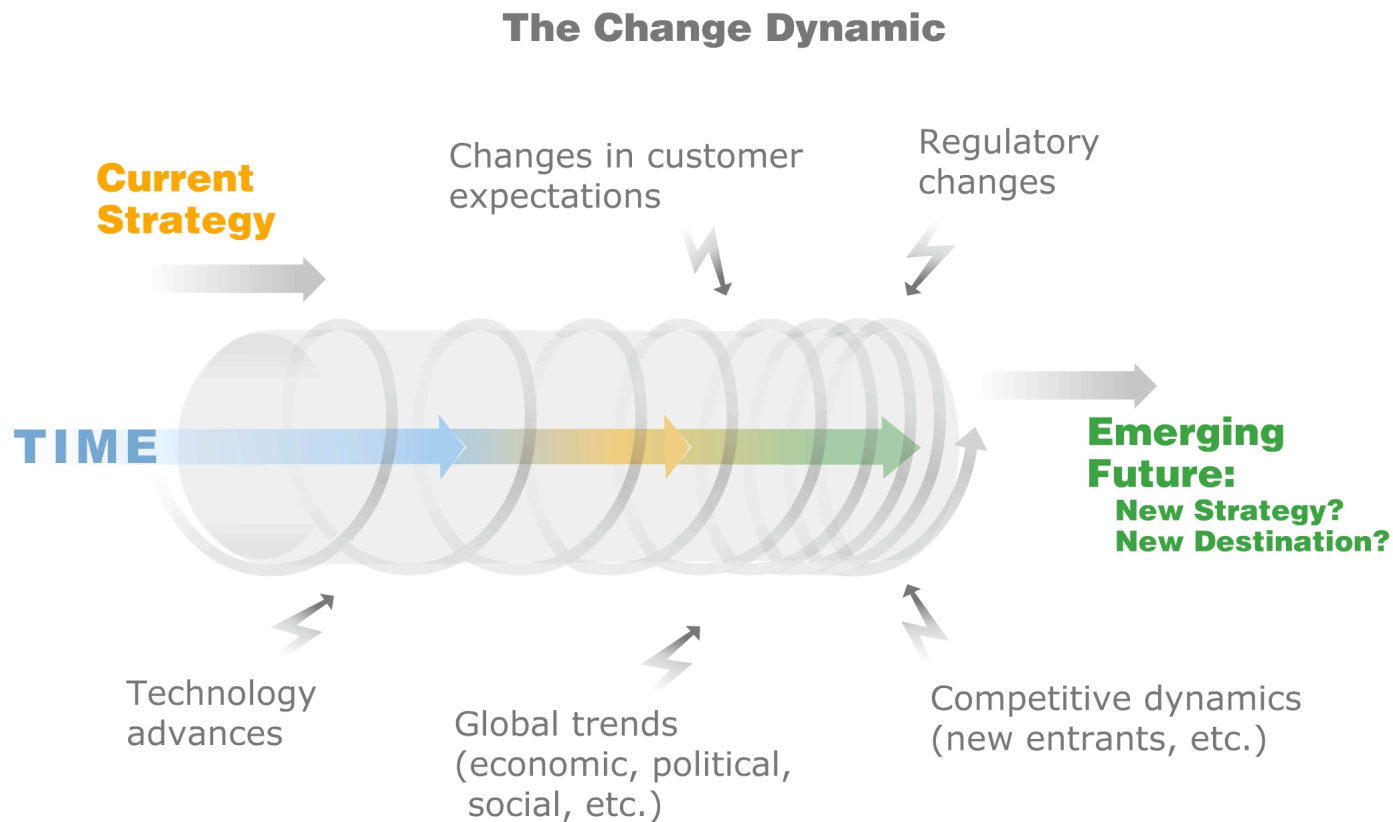 The Change Dynamic
Current
Strategy
Changes in customer
expectations
Regulatory
changes
TIME
Emerging
Future:
New Strategy?
New Destination?
Technology
advances
Global trends
(economic, political,
social, etc.)
Competitive dynamics
(new entrants, etc.)